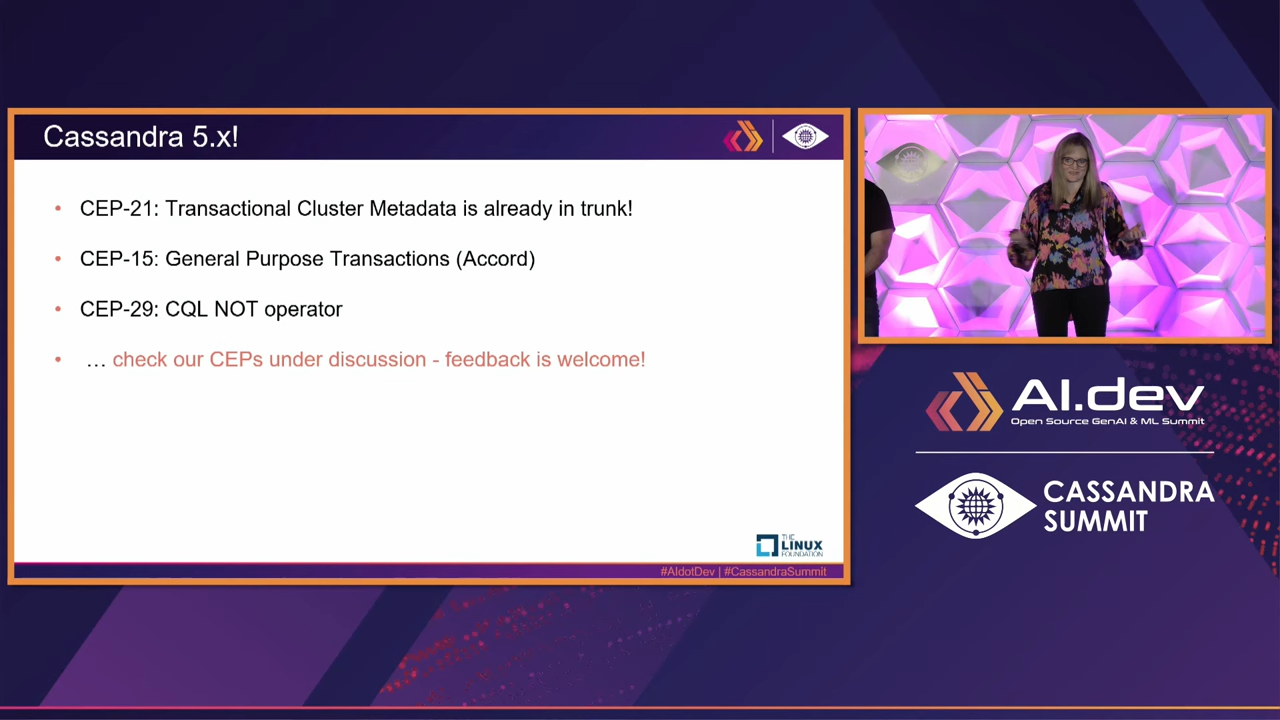 Cassandra 5.x!
• CEP-21: Transactional Cluster Metadata is already in trunk!
• CEP-15: General Purpose Transactions (Accord)
• CEP-29: CQL NOT operator
• … check our CEPs under discussion - feedback is welcome!
THE
LINUX
FOUNDATION
#AIdotDev | #CassandraSummit
AI.dev
Open Source GenAI & ML Summit
CASSANDRA
SUMMIT